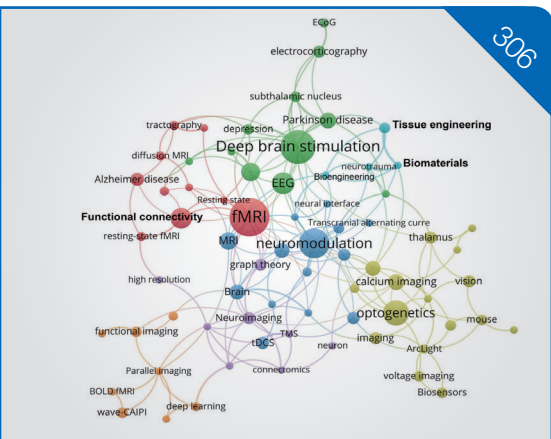 306
ECoG
electrocorticography
subthalamic nucleus
Parkinson disease
tractography
depression
Tissue engineering
Deep brain stimulation
diffusion MRI
neurotrauma
Biomaterials
Alzheimer disease
EEG
Bioengineering
Resting state
neural interface
Functional connectivity
fMRI
Transcranial alternating curre
resting-state fMRI
MRI
neuromodulation
thalamus
graph theory
high resolution
calcium imaging
vision
Brain
optogenetics
Neuroimaging
mouse
functional imaging
TMS
tDCS
neuron
imaging
ArcLight
Parallel imaging
connectomics
voltage imaging
BOLD fMRI
Biosensors
wave-CAIPI
deep learning